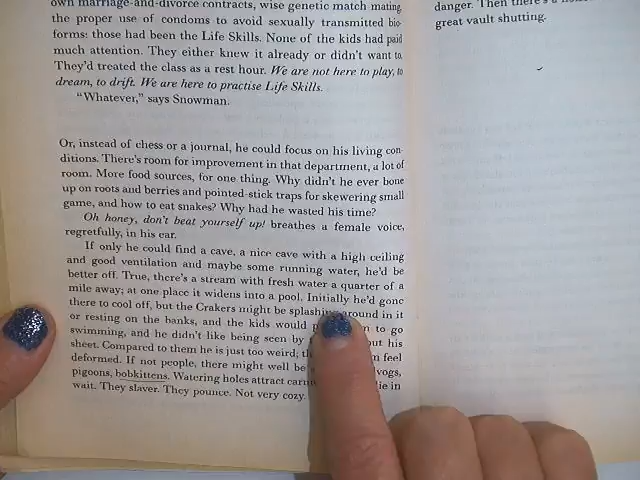 own marriage-and-divorce contracts, wise genetic match mating,
the proper use of condoms to avoid sexually transmitted bio-
forms: those had been the Life Skills. None of the kids had paid
much attention. They either knew it already or didn't want to.
They'd treated the class as a rest hour. We are not here to play, to
dream, to drift. We are here to practise Life Skills.
"Whatever," says Snowman.
Or, instead of chess or a journal, he could focus on his living con-
ditions. There's room for improvement in that department, a lot of
room. More food sources, for one thing. Why didn't he ever bone
up on roots and berries and pointed-stick traps for skewering small
game, and how to eat snakes? Why had he wasted his time?
Oh honey, don't beat yourself up! breathes a female voice,
regretfully, in his ear.
If only he could find a cave, a nice cave with a high ceiling
and good ventilation and maybe some running water, he'd be
better off. True, there's a stream with fresh water a quarter of a
mile away; at one place it widens into a pool. Initially he'd gone
there to cool off, but the Crakers might be splashing around in it
or resting on the banks, and the kids would to go
swimming, and he didn't like being seen by his
sheet. Compared to them he is just too weird; feel
deformed. If not people, there might well be
pigoons, bobkittens. Watering holes attract lie in
wait. They slaver. They pounce. Not very cozy.
danger. Then there's a
great vault shutting.